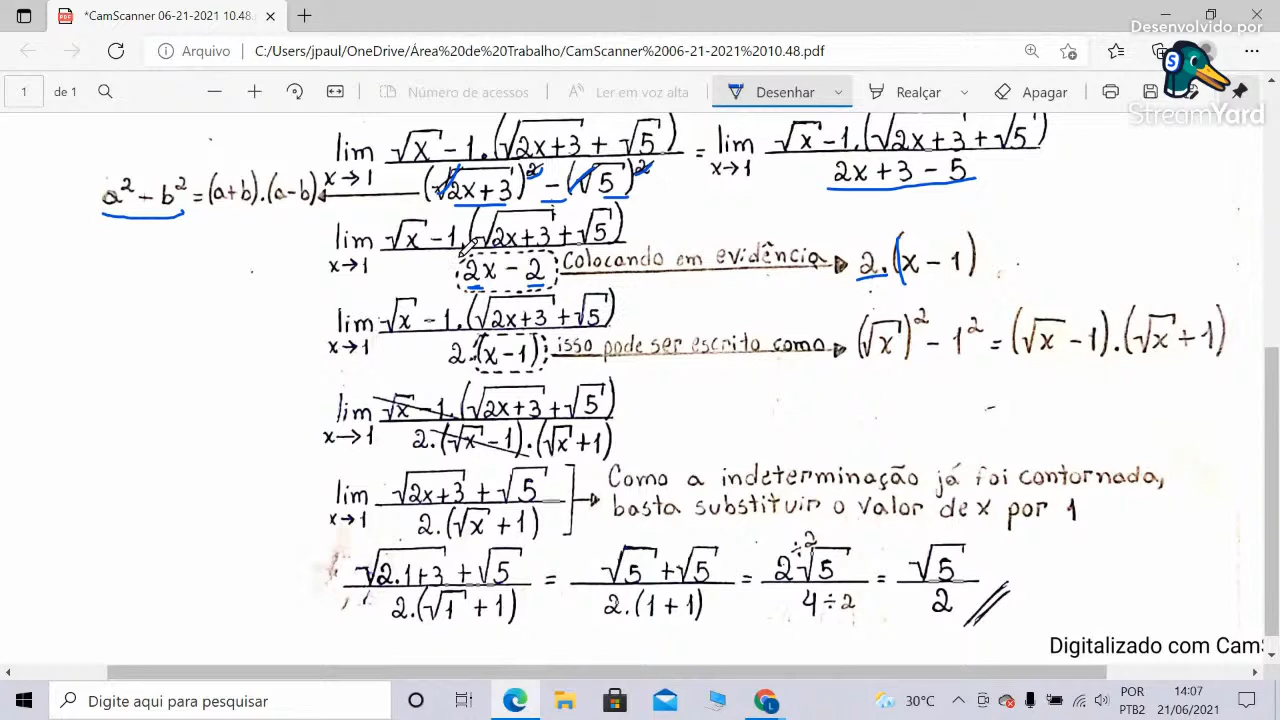 *CamScanner 06-21-2021 10.48.
Desenvolvido por
Arquivo C:/Users/jpaul/OneDrive/Área%20de%20Trabalho/CamScanner%2006-21-2021%2010.48.pdf
S
StreamYard
1 de 1 Número de acesso Ler em voz alta Desenhar Realçar Apagar
lim x→1 √x - 1.(√2x+3 + √5) / (√2x+3)² - (√5)² = lim x→1 √x - 1.(√2x+3 + √5) / 2x + 3 - 5
a² - b² = (a+b).(a-b)
lim x→1 √x - 1.(√2x+3 + √5) / 2x - 2 Colocando em evidência 2.(x - 1)
lim x→1 √x - 1.(√2x+3 + √5) / 2.(x-1) isso pode ser escrito como (√x)² - 1² = (√x - 1).(√x + 1)
lim x→1 √x - 1.(√2x+3 + √5) / 2.(√x - 1).(√x + 1)
lim x→1 √2x+3 + √5 / 2.(√x + 1) Como a indeterminação já foi contornada,
basta substituir o valor de x por 1
√2.1+3 + √5 / 2.(√1 + 1) = √5 + √5 / 2.(1 + 1) = 2÷2√5 / 4÷2 = √5 / 2
Digitalizado com CamS
Digite aqui para pesquisar 30°C POR PTB2 14:07 21/06/2021